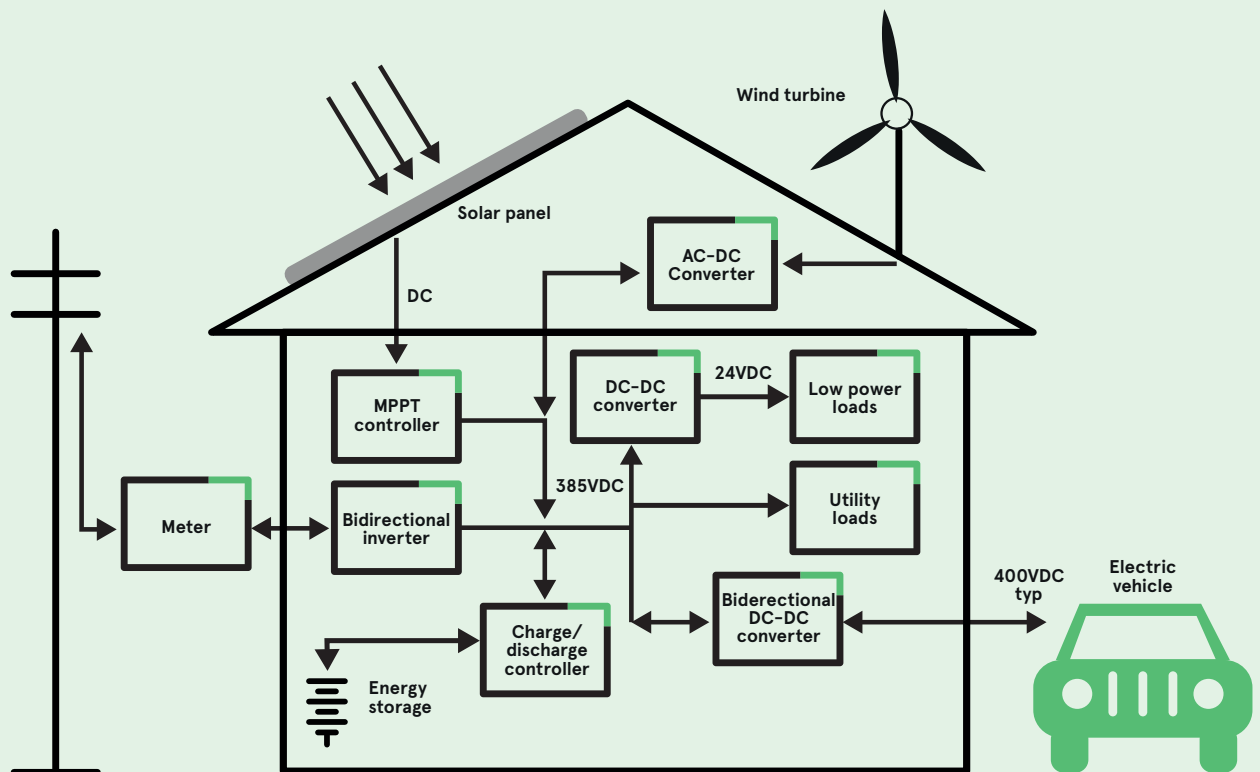 Wind turbine
Solar panel
AC-DC
Converter
DC
DC-DC
converter
24VDC
Low power
loads
MPPT
controller
385VDC
Utility
loads
Meter
Bidirectional
inverter
400VDC
typ
Electric
vehicle
Biderectional
DC-DC
converter
Charge/
discharge
controller
Energy
storage